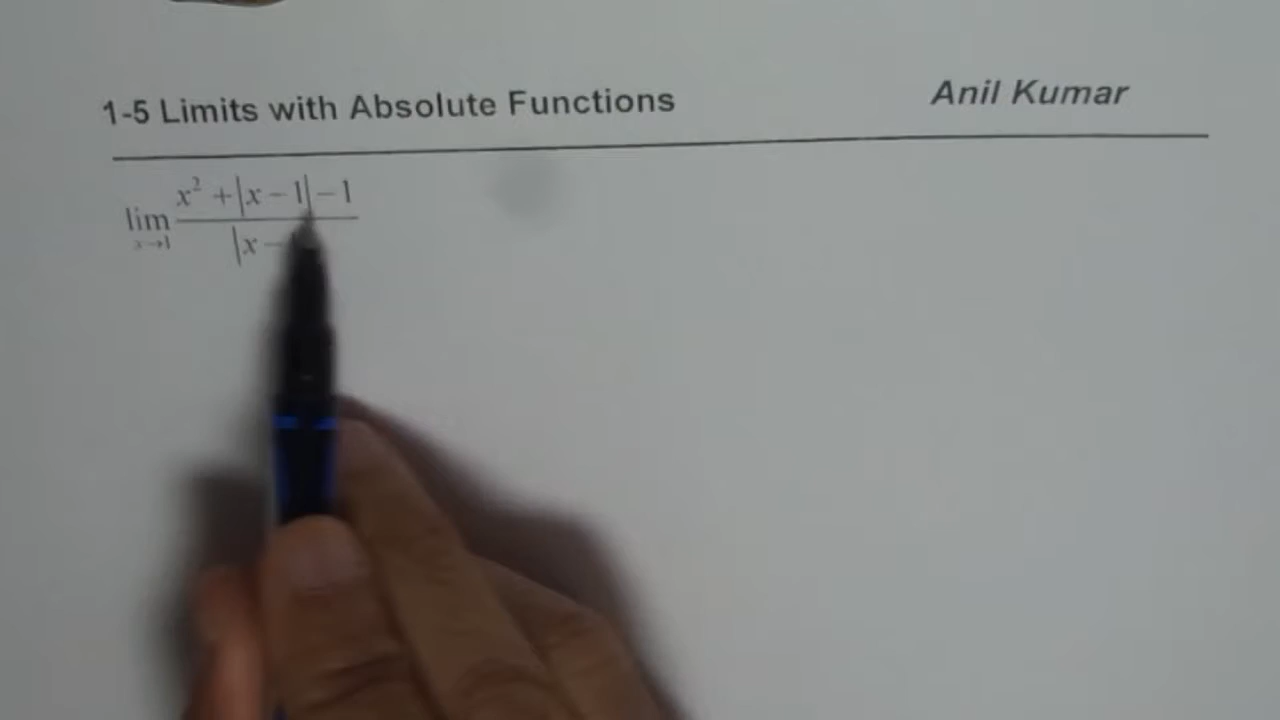 1-5 Limits with Absolute Functions
Anil Kumar
x² + |x − 1| − 1
lim
x→1
|x −